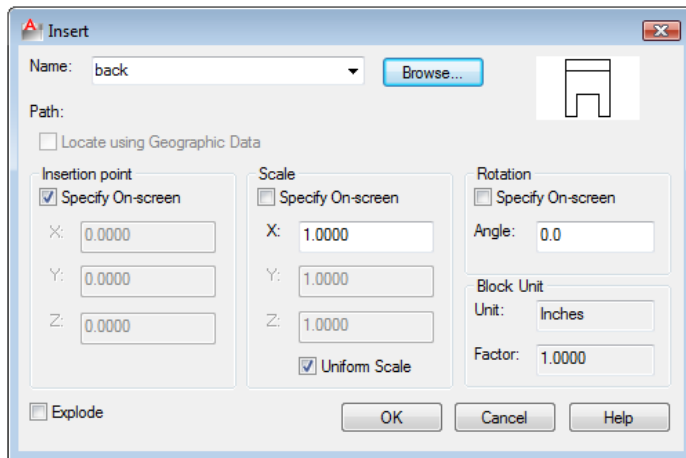 Insert
Name: back Browse...
Path:
Locate using Geographic Data
Insertion point
Specify On-screen
X: 0.0000
Y: 0.0000
Z: 0.0000
Scale
Specify On-screen
X: 1.0000
Y: 1.0000
Z: 1.0000
Uniform Scale
Rotation
Specify On-screen
Angle: 0.0
Block Unit
Unit: Inches
Factor: 1.0000
Explode
OK Cancel Help